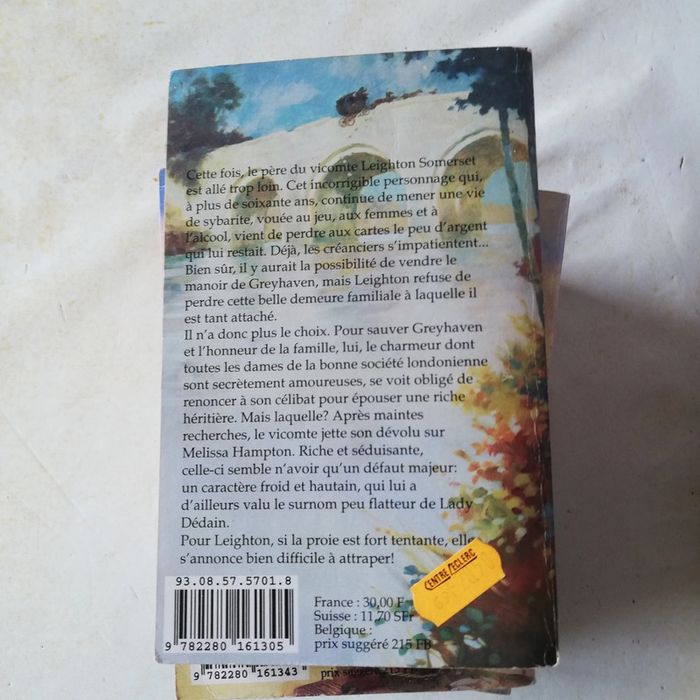 Cette fois, le père du vicomte Leighton Somerset
est allé trop loin. Cet incorrigible personnage qui,
à plus de soixante ans, continue de mener une vie
de sybarite, vouée au jeu, aux femmes et à
l'alcool, vient de perdre aux cartes le peu d'argent
qui lui restait. Déjà, les créanciers s'impatientent...
Bien sûr, il y aurait la possibilité de vendre le
manoir de Greyhaven, mais Leighton refuse de
perdre cette belle demeure familiale à laquelle il
est tant attaché.
Il n'a donc plus le choix. Pour sauver Greyhaven
et l'honneur de la famille, lui, le charmeur dont
toutes les dames de la bonne société londonienne
sont secrètement amoureuses, se voit obligé de
renoncer à son célibat pour épouser une riche
héritière. Mais laquelle? Après maintes
recherches, le vicomte jette son dévolu sur
Melissa Hampton. Riche et séduisante,
celle-ci semble n'avoir qu'un défaut majeur:
un caractère froid et hautain, qui lui a
d'ailleurs valu le surnom peu flatteur de Lady
Dédain.
Pour Leighton, si la proie est fort tentante, elle
s'annonce bien difficile à attraper!
CENTRE/ECLERC
93.08.57.5701.8
France : 30,00 F
Suisse : 11,70 SFr
Belgique :
prix suggéré 215 FB
9 782280 161305
9 782280 161343
prix suggéré 215